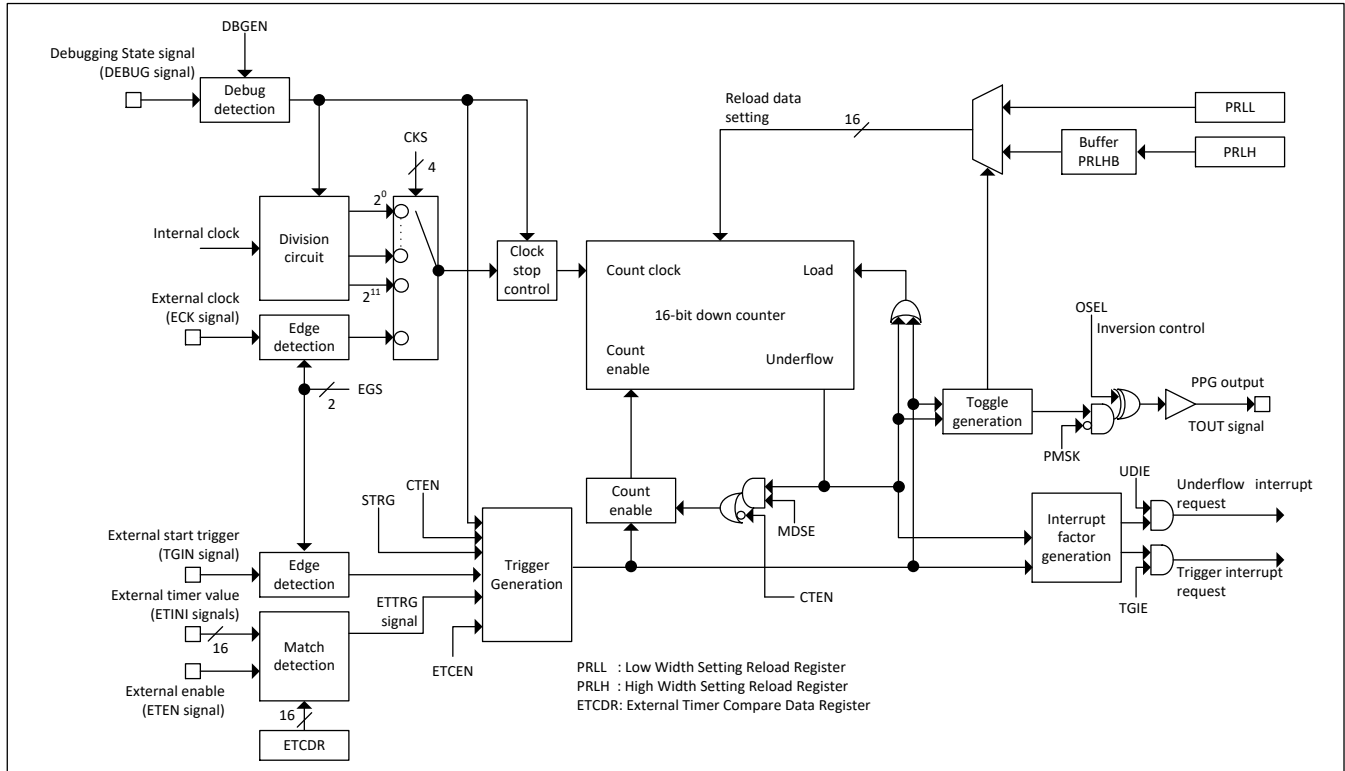 DBGEN
Debugging State signal
(DEBUG signal)
Debug
detection
Reload data
setting
16
PRLL
Buffer
PRLHB
PRLH
CKS
4
2⁰
Internal clock
Division
circuit
2¹¹
Clock
stop
control
Count clock
Load
16-bit down counter
Count
enable
Underflow
External clock
(ECK signal)
Edge
detection
EGS
2
OSEL
Inversion control
PPG output
TOUT signal
Toggle
generation
PMSK
CTEN
STRG
Count
enable
MDSE
UDIE
Underflow interrupt
request
Interrupt
factor
generation
Trigger interrupt
request
TGIE
External start trigger
(TGIN signal)
Edge
detection
Trigger
Generation
CTEN
External timer value
(ETINI signals)
16
ETTRG
signal
Match
detection
ETCEN
External enable
(ETEN signal)
16
ETCDR
PRLL : Low Width Setting Reload Register
PRLH : High Width Setting Reload Register
ETCDR: External Timer Compare Data Register